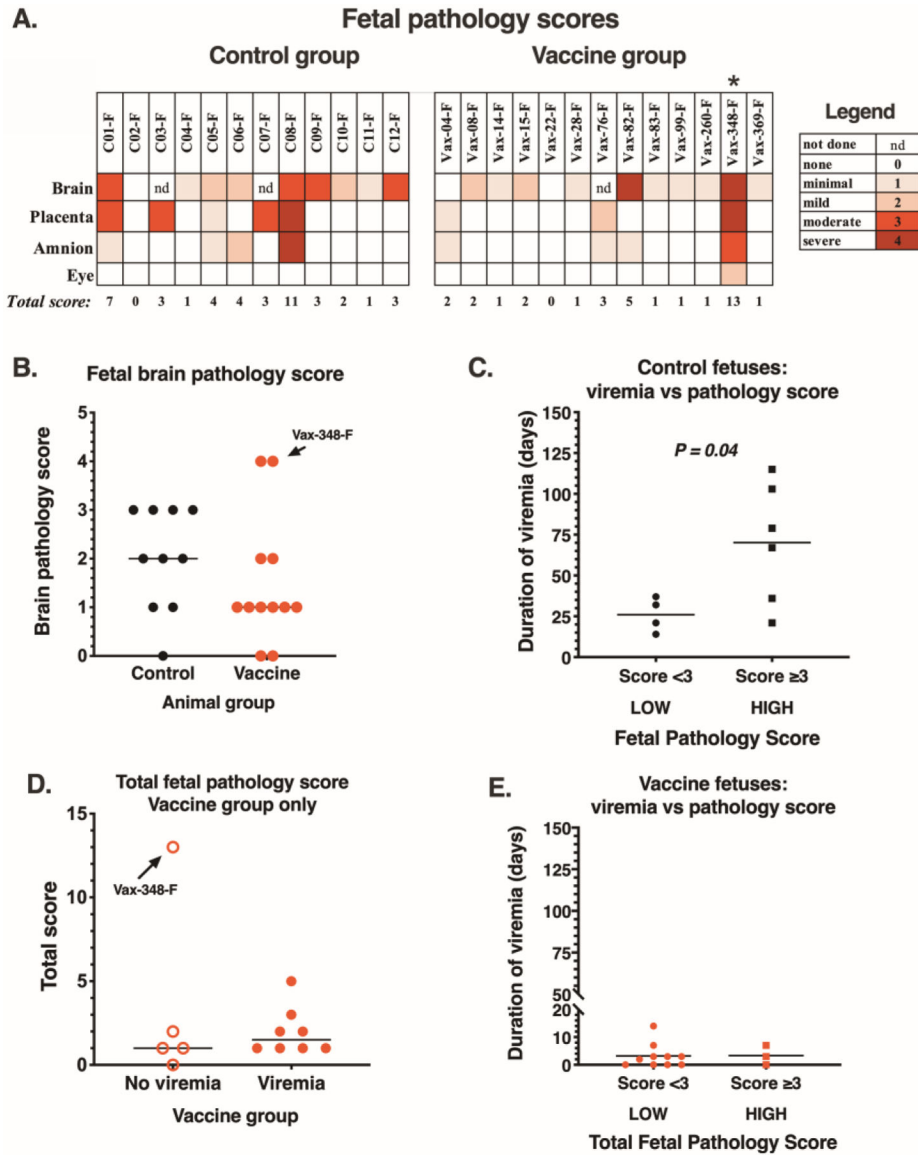 A.
Fetal pathology scores
Control group
Vaccine group
*
C01-F C02-F C03-F C04-F C05-F C06-F C07-F C08-F C09-F C10-F C11-F C12-F
Vax-04-F Vax-08-F Vax-14-F Vax-15-F Vax-22-F Vax-28-F Vax-76-F Vax-82-F Vax-83-F Vax-99-F Vax-260-F Vax-348-F Vax-369-F
Brain nd nd nd
Placenta
Amnion
Eye
Total score: 7 0 3 1 4 4 3 11 3 2 1 3 2 2 1 2 0 1 3 5 1 1 1 13 1
Legend
not done nd
none 0
minimal 1
mild 2
moderate 3
severe 4
B.
Fetal brain pathology score
Brain pathology score
5
4
3
2
1
0
Vax-348-F
Control Vaccine
Animal group
C.
Control fetuses:
viremia vs pathology score
Duration of viremia (days)
150
125
100
75
50
25
0
P = 0.04
Score <3 Score ≥3
LOW HIGH
Fetal Pathology Score
D.
Total fetal pathology score
Vaccine group only
Total score
15
10
5
0
Vax-348-F
No viremia Viremia
Vaccine group
E.
Vaccine fetuses:
viremia vs pathology score
Duration of viremia (days)
150
125
100
75
50
20
10
0
Score <3 Score ≥3
LOW HIGH
Total Fetal Pathology Score